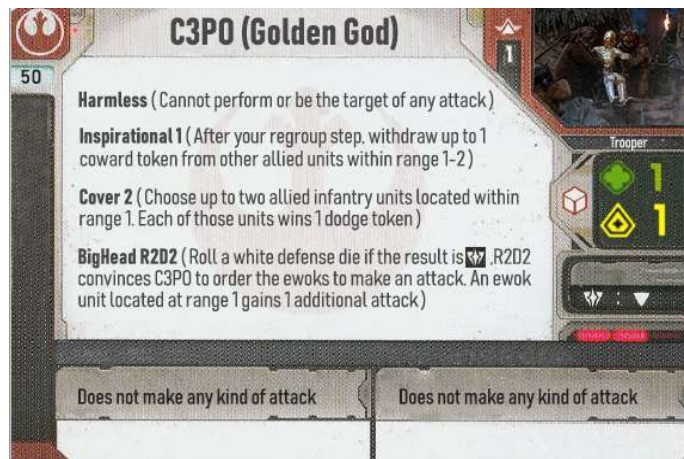 C3PO (Golden God)
1
50
Harmless ( Cannot perform or be the target of any attack )
Inspirational 1 ( After your regroup step, withdraw up to 1
coward token from other allied units within range 1-2 )
Cover 2 ( Choose up to two allied infantry units located within
range 1. Each of those units wins 1 dodge token )
BigHead R2D2 ( Roll a white defense die if the result is ,R2D2
convinces C3PO to order the ewoks to make an attack. An ewok
unit located at range 1 gains 1 additional attack )
Trooper
1
1
:
Does not make any kind of attack
Does not make any kind of attack